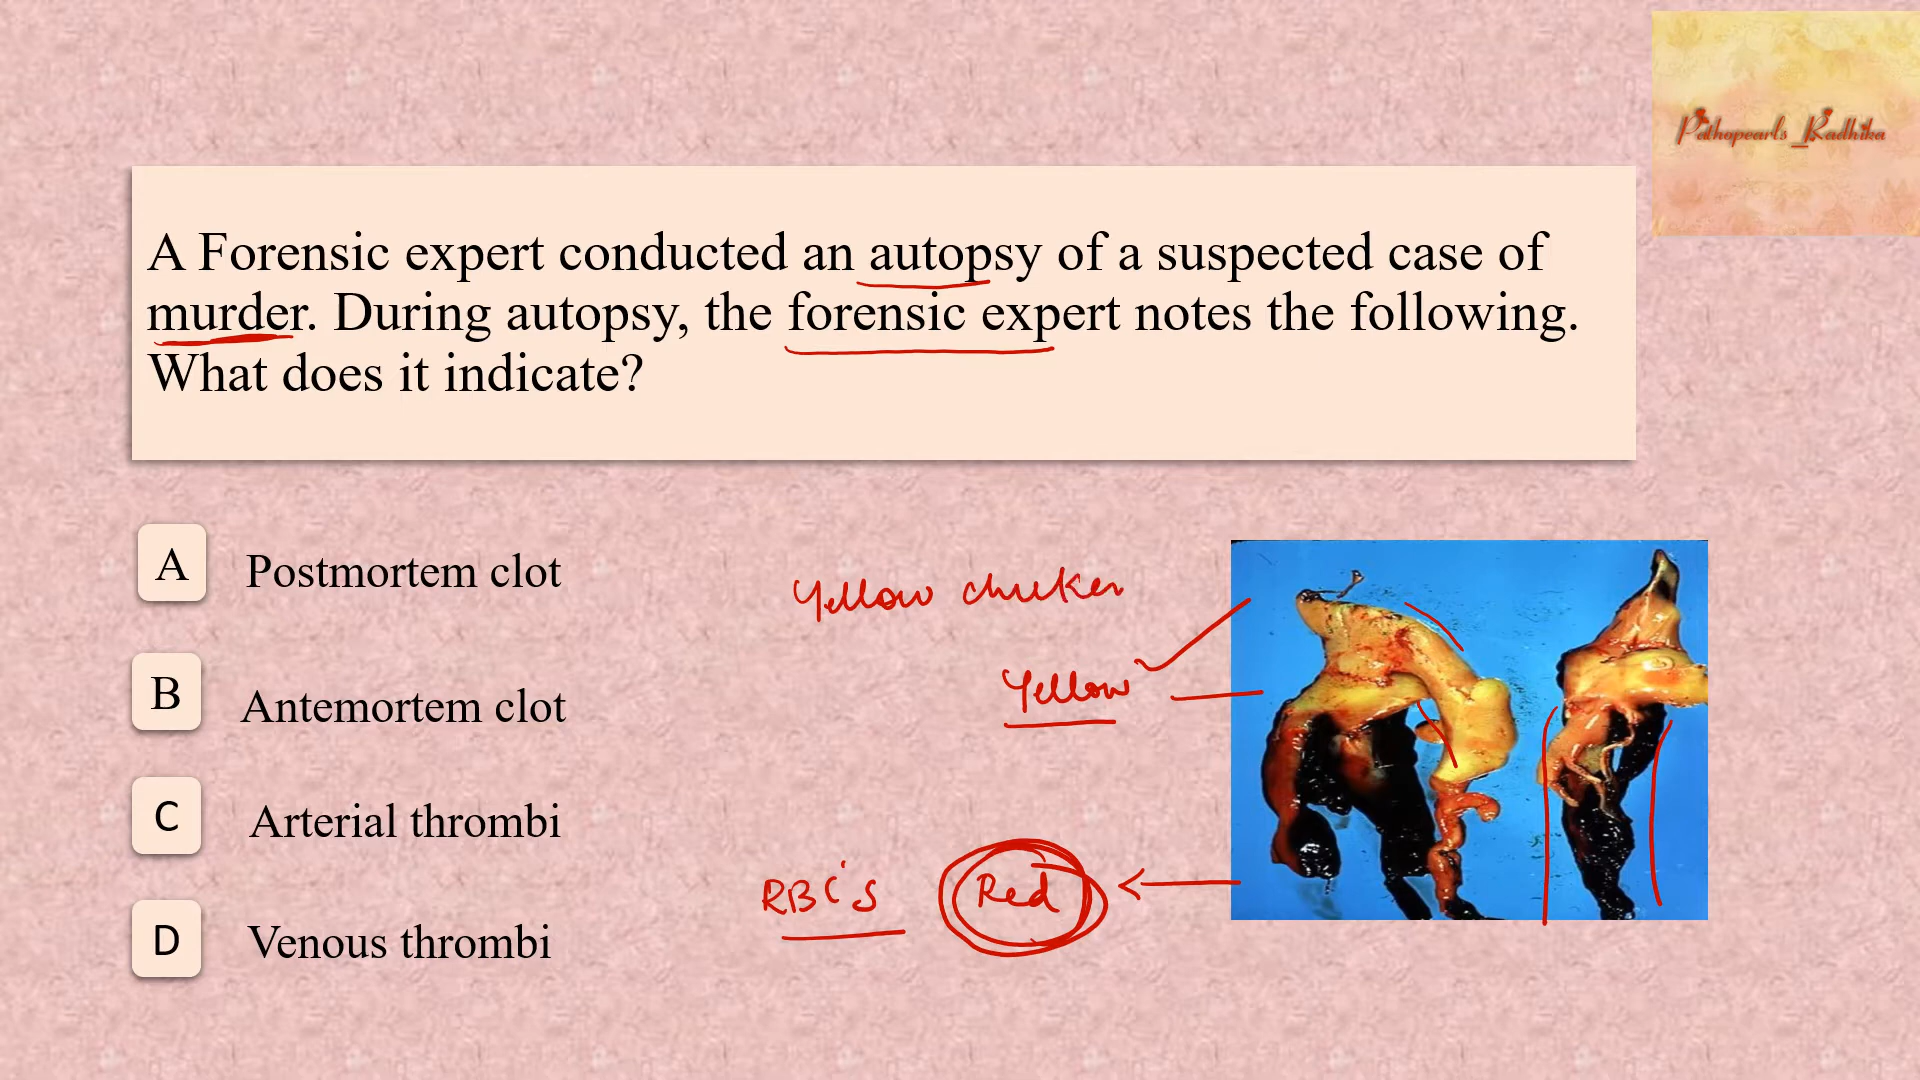 Pathopearls_Radhika
A Forensic expert conducted an autopsy of a suspected case of
murder. During autopsy, the forensic expert notes the following.
What does it indicate?
A Postmortem clot
B Antemortem clot
C Arterial thrombi
D Venous thrombi
Yellow chicken
Yellow
RBC's Red